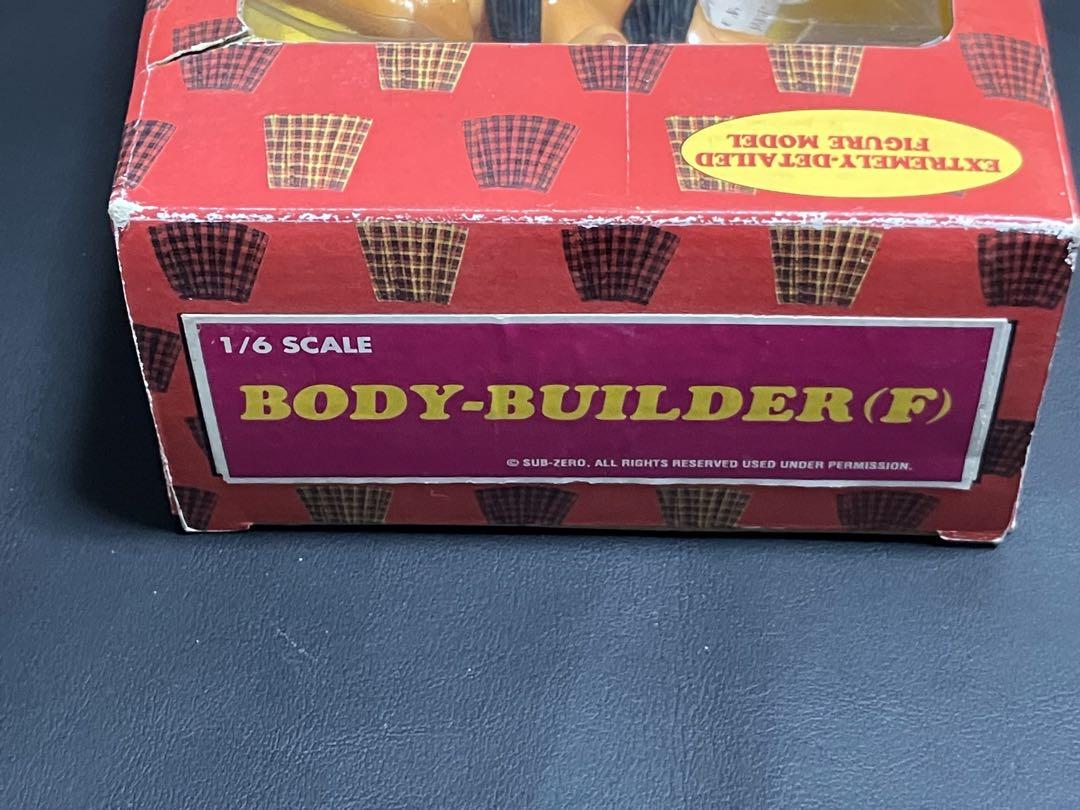 EXTREMELY-DETAILED
FIGURE MODEL
1/6 SCALE
BODY-BUILDER (F)
© SUB-ZERO. ALL RIGHTS RESERVED USED UNDER PERMISSION.